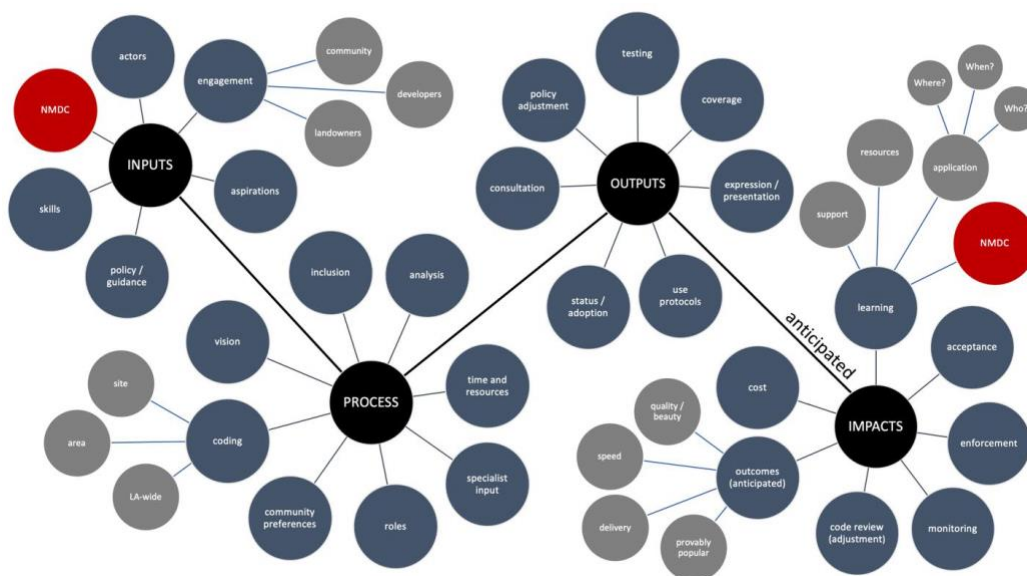 actors
engagement
community
developers
landowners
NMDC
INPUTS
aspirations
skills
policy /
guidance
testing
policy
adjustment
coverage
consultation
OUTPUTS
expression /
presentation
status /
adoption
use
protocols
Where?
When?
Who?
resources
application
support
NMDC
learning
anticipated
inclusion
analysis
vision
time and
resources
PROCESS
site
area
coding
LA-wide
community
preferences
roles
specialist
input
acceptance
cost
IMPACTS
enforcement
quality /
beauty
speed
outcomes
(anticipated)
delivery
provably
popular
code review
(adjustment)
monitoring